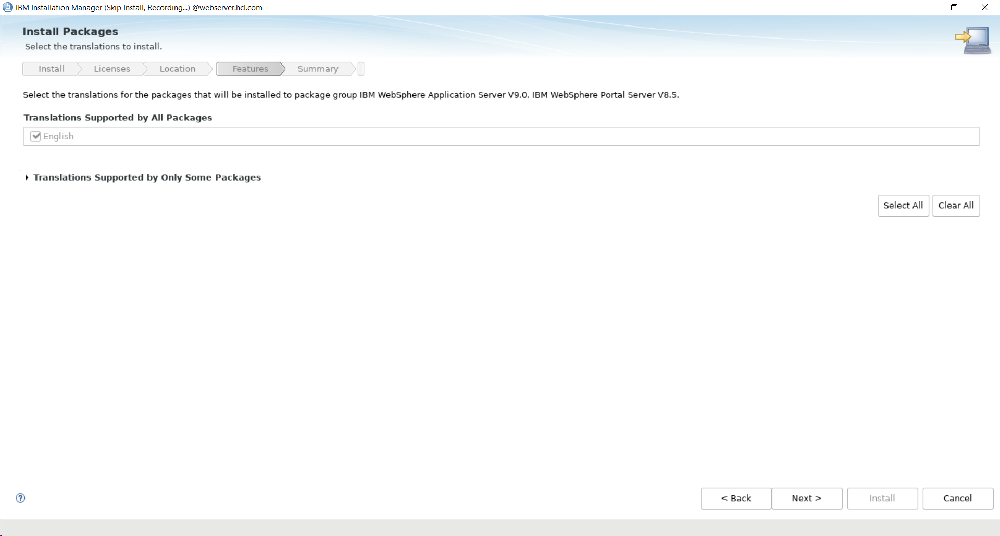 IBM Installation Manager (Skip Install, Recording...) @webserver.hcl.com
Install Packages
Select the translations to install.
Install Licenses Location Features Summary
Select the translations for the packages that will be installed to package group IBM WebSphere Application Server V9.0, IBM WebSphere Portal Server V8.5.
Translations Supported by All Packages
English
Translations Supported by Only Some Packages
Select All Clear All
? < Back Next > Install Cancel